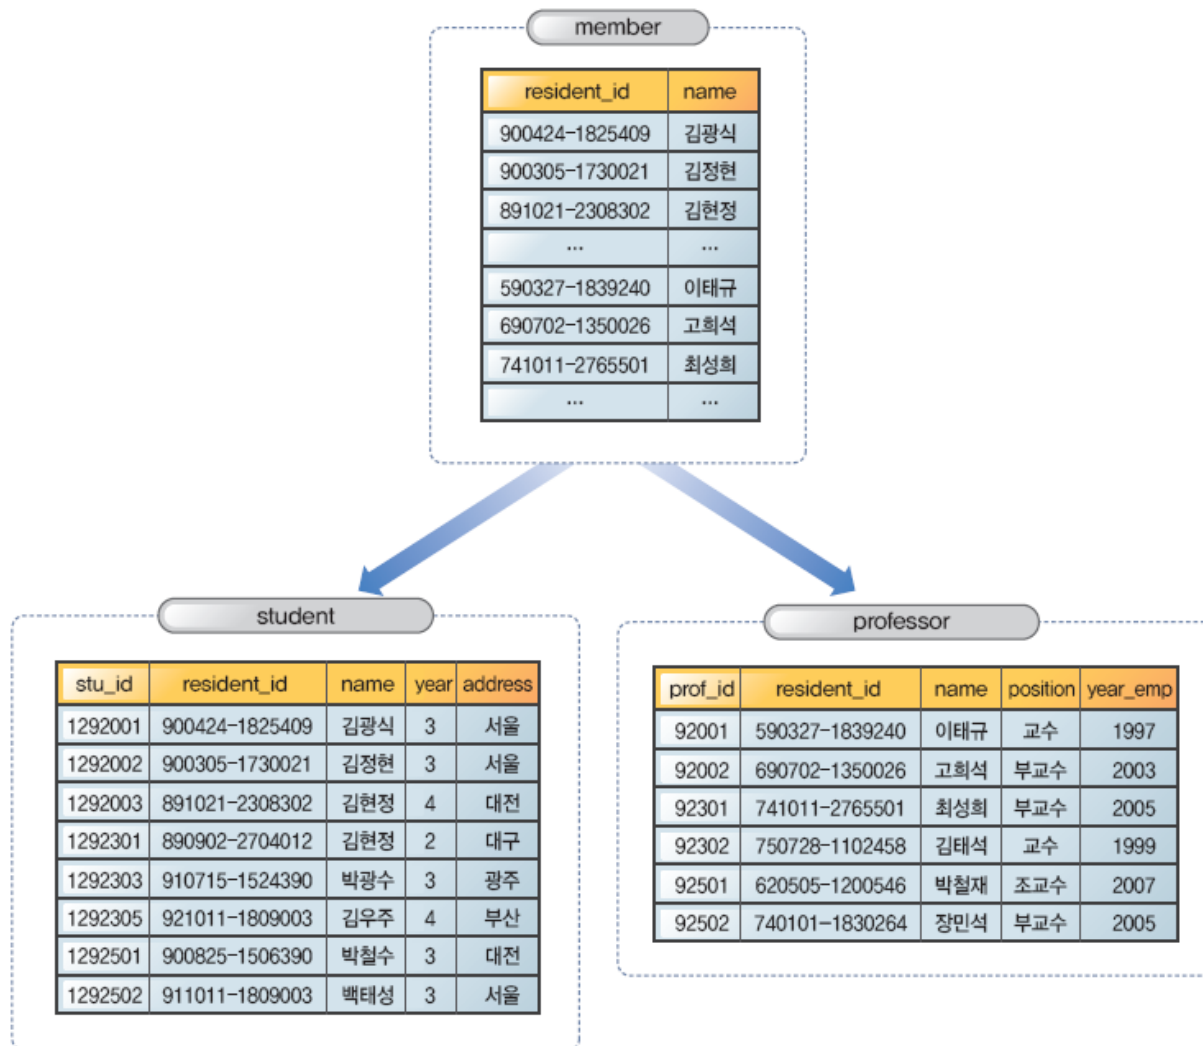 member
resident_id name
900424-1825409 김광식
900305-1730021 김정현
891021-2308302 김현정
... ...
590327-1839240 이태규
690702-1350026 고희석
741011-2765501 최성희
... ...
student
stu_id resident_id name year address
1292001 900424-1825409 김광식 3 서울
1292002 900305-1730021 김정현 3 서울
1292003 891021-2308302 김현정 4 대전
1292301 890902-2704012 김현정 2 대구
1292303 910715-1524390 박광수 3 광주
1292305 921011-1809003 김우주 4 부산
1292501 900825-1506390 박철수 3 대전
1292502 911011-1809003 백태성 3 서울
professor
prof_id resident_id name position year_emp
92001 590327-1839240 이태규 교수 1997
92002 690702-1350026 고희석 부교수 2003
92301 741011-2765501 최성희 부교수 2005
92302 750728-1102458 김태석 교수 1999
92501 620505-1200546 박철재 조교수 2007
92502 740101-1830264 장민석 부교수 2005